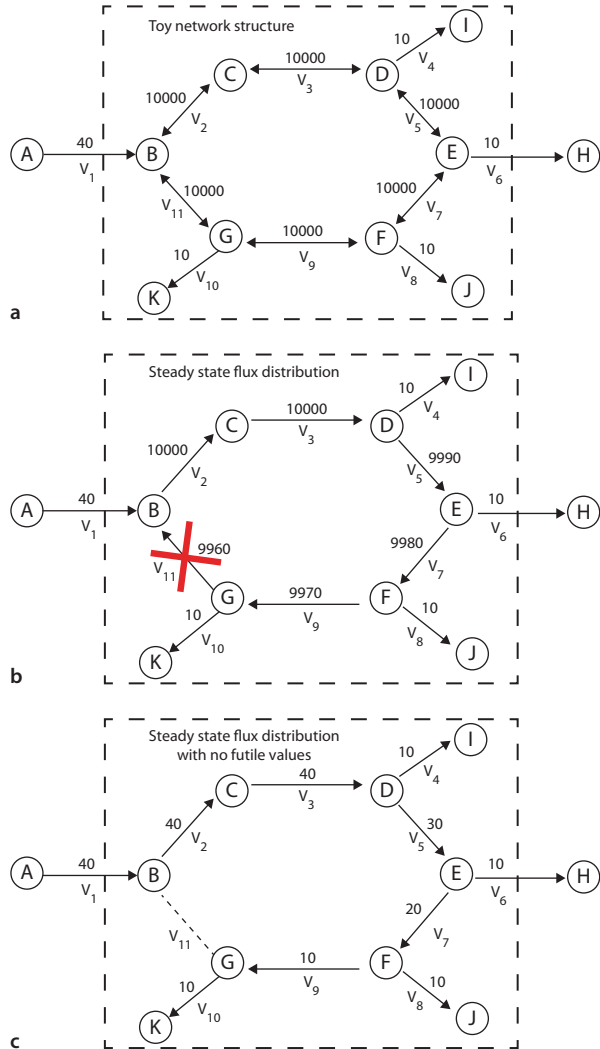 Toy network structure
I
10
V4
C
10000
V3
D
10000
V2
10000
V5
A
40
V1
B
E
10
V6
H
10000
V11
10000
V7
G
10000
V9
F
10
V10
10
V8
K
J
a
Steady state flux distribution
I
10
V4
C
10000
V3
D
10000
V2
9990
V5
A
40
V1
B
E
10
V6
H
9960
V11
9980
V7
G
9970
V9
F
10
V10
10
V8
K
J
b
Steady state flux distribution
with no futile values
I
10
V4
C
40
V3
D
40
V2
30
V5
A
40
V1
B
E
10
V6
H
V11
20
V7
G
10
V9
F
10
V10
10
V8
K
J
c